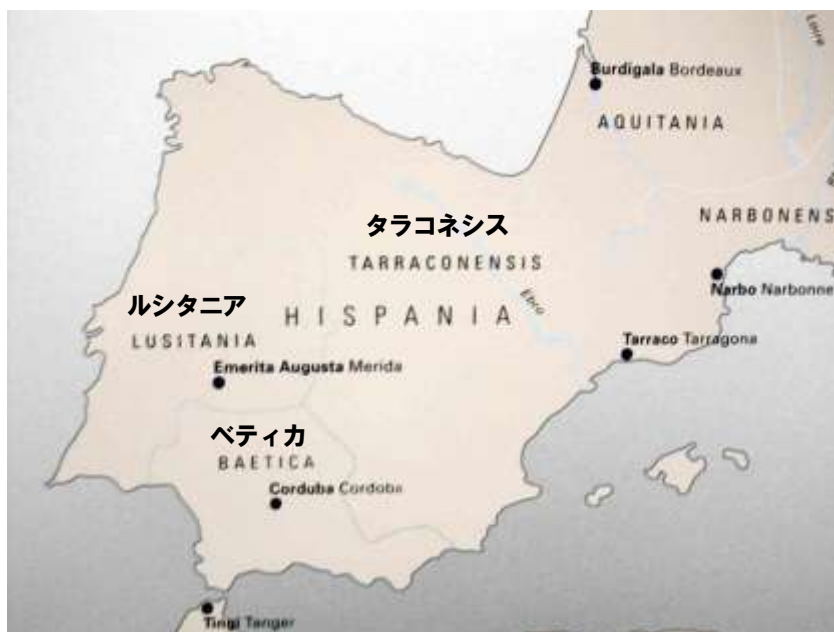 Loire
Burdigala Bordeaux
AQUITANIA
NARBONENS
タラコネシス
TARRACONENSIS
Ebro
Narbo Narbonne
ルシタニア
HISPANIA
LUSITANIA
Tarraco Tarragona
Emerita Augusta Merida
ベティカ
BAETICA
Corduba Cordoba
Tingi Tanger